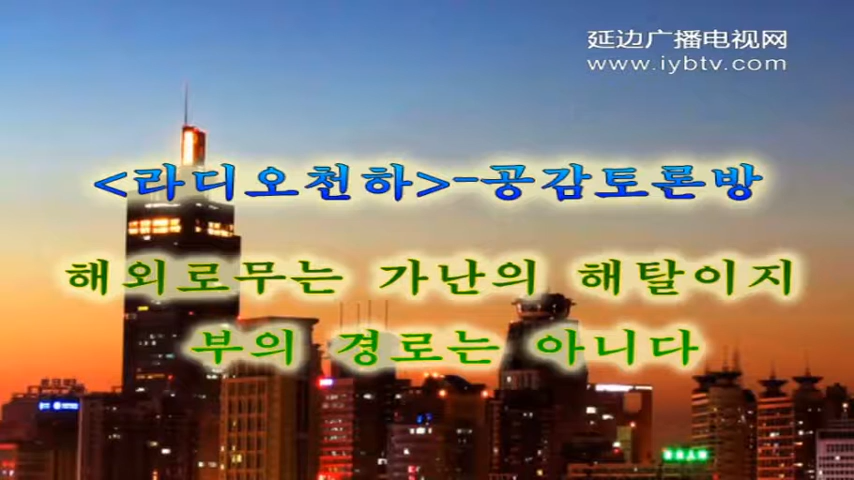 延边广播电视网
www.iybtv.com
<라디오천하>-공감토론방
해외로무는 가난의 해탈이지
부의 경로는 아니다